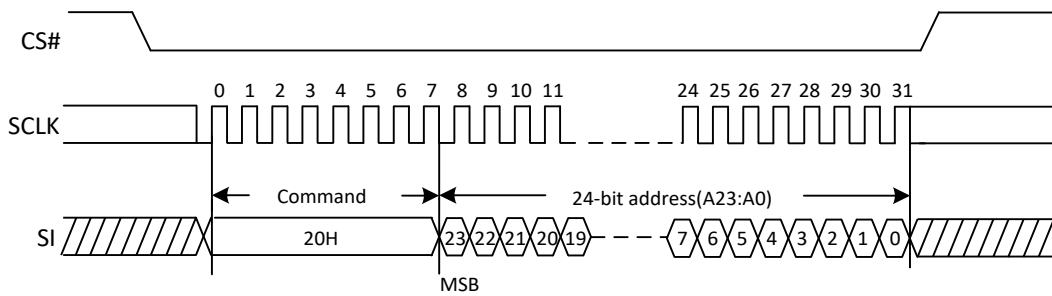 CS#
0 1 2 3 4 5 6 7 8 9 10 11 24 25 26 27 28 29 30 31
SCLK
Command 24-bit address(A23:A0)
SI 20H 23 22 21 20 19 7 6 5 4 3 2 1 0
MSB